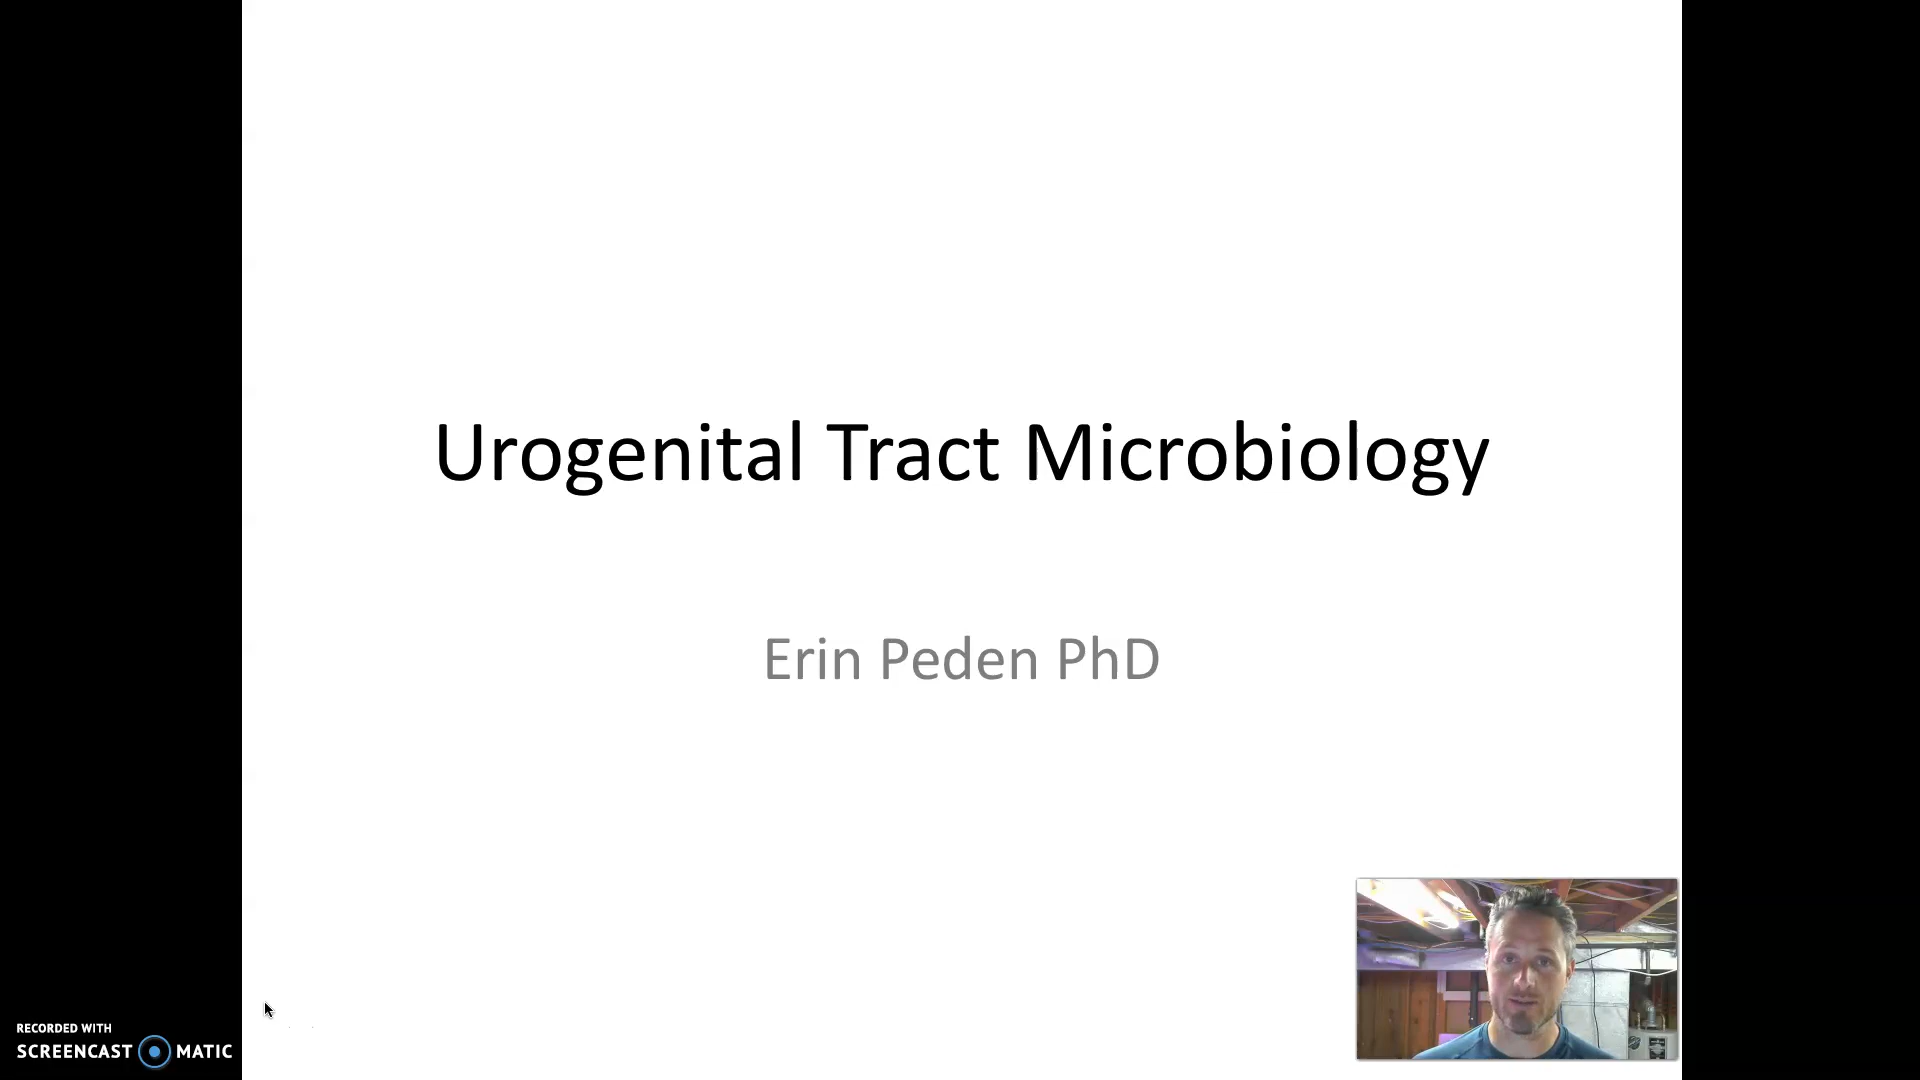 Urogenital Tract Microbiology
Erin Peden PhD
RECORDED WITH
SCREENCAST MATIC